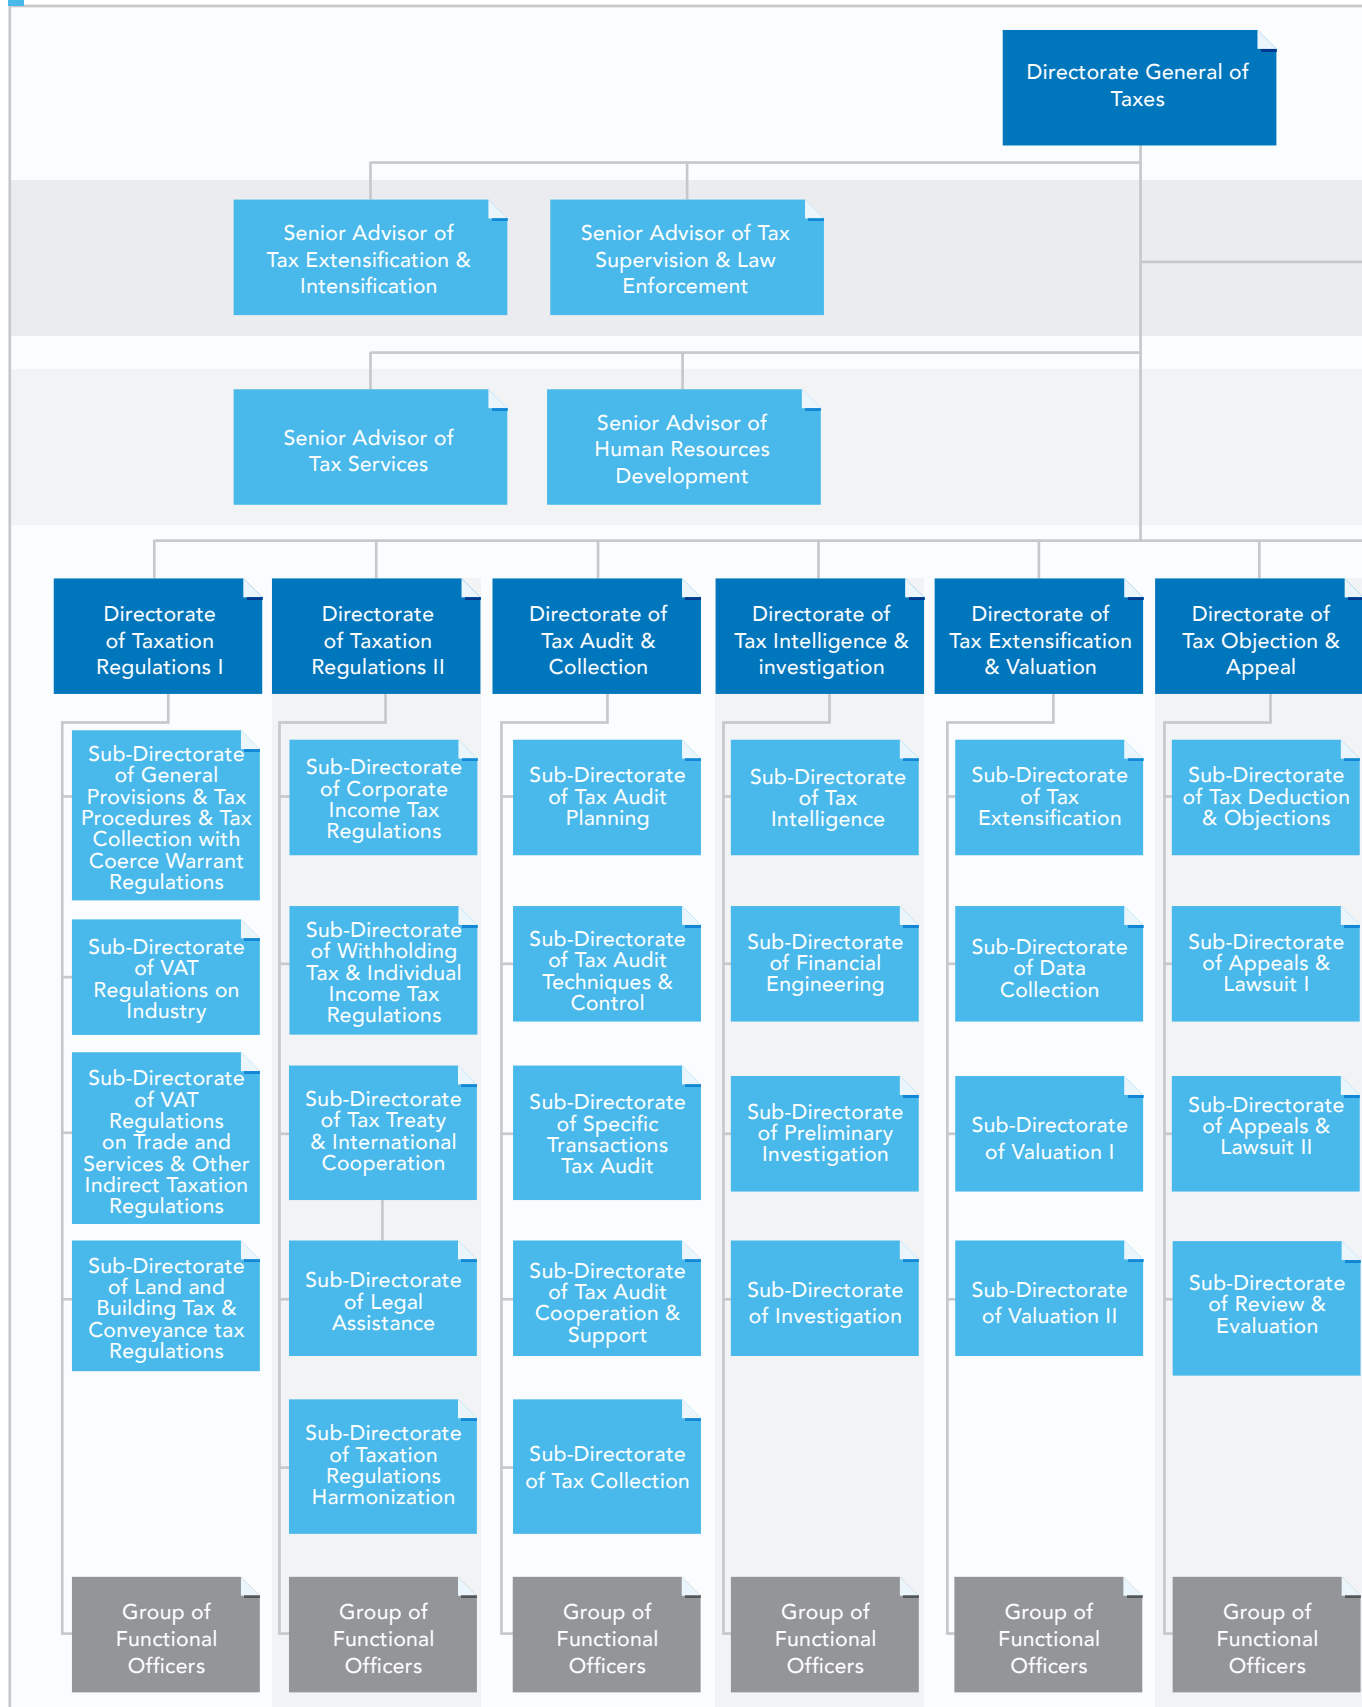 Directorate General of
Taxes
Senior Advisor of
Tax Extensification &
Intensification
Senior Advisor of Tax
Supervision & Law
Enforcement
Senior Advisor of
Tax Services
Senior Advisor of
Human Resources
Development
Directorate
of Taxation
Regulations I
Directorate
of Taxation
Regulations II
Directorate of
Tax Audit &
Collection
Directorate of
Tax Intelligence &
investigation
Directorate of
Tax Extensification
& Valuation
Directorate of
Tax Objection &
Appeal
Sub-Directorate
of General
Provisions & Tax
Procedures & Tax
Collection with
Coerce Warrant
Regulations
Sub-Directorate
of VAT
Regulations on
Industry
Sub-Directorate
of VAT
Regulations
on Trade and
Services & Other
Indirect Taxation
Regulations
Sub-Directorate
of Land and
Building Tax &
Conveyance tax
Regulations
Group of
Functional
Officers
Sub-Directorate
of Corporate
Income Tax
Regulations
Sub-Directorate
of Withholding
Tax & Individual
Income Tax
Regulations
Sub-Directorate
of Tax Treaty
& International
Cooperation
Sub-Directorate
of Legal
Assistance
Sub-Directorate
of Taxation
Regulations
Harmonization
Group of
Functional
Officers
Sub-Directorate
of Tax Audit
Planning
Sub-Directorate
of Tax Audit
Techniques &
Control
Sub-Directorate
of Specific
Transactions
Tax Audit
Sub-Directorate
of Tax Audit
Cooperation &
Support
Sub-Directorate
of Tax Collection
Group of
Functional
Officers
Sub-Directorate
of Tax
Intelligence
Sub-Directorate
of Financial
Engineering
Sub-Directorate
of Preliminary
Investigation
Sub-Directorate
of Investigation
Group of
Functional
Officers
Sub-Directorate
of Tax
Extensification
Sub-Directorate
of Data
Collection
Sub-Directorate
of Valuation I
Sub-Directorate
of Valuation II
Group of
Functional
Officers
Sub-Directorate
of Tax Deduction
& Objections
Sub-Directorate
of Appeals &
Lawsuit I
Sub-Directorate
of Appeals &
Lawsuit II
Sub-Directorate
of Review &
Evaluation
Group of
Functional
Officers